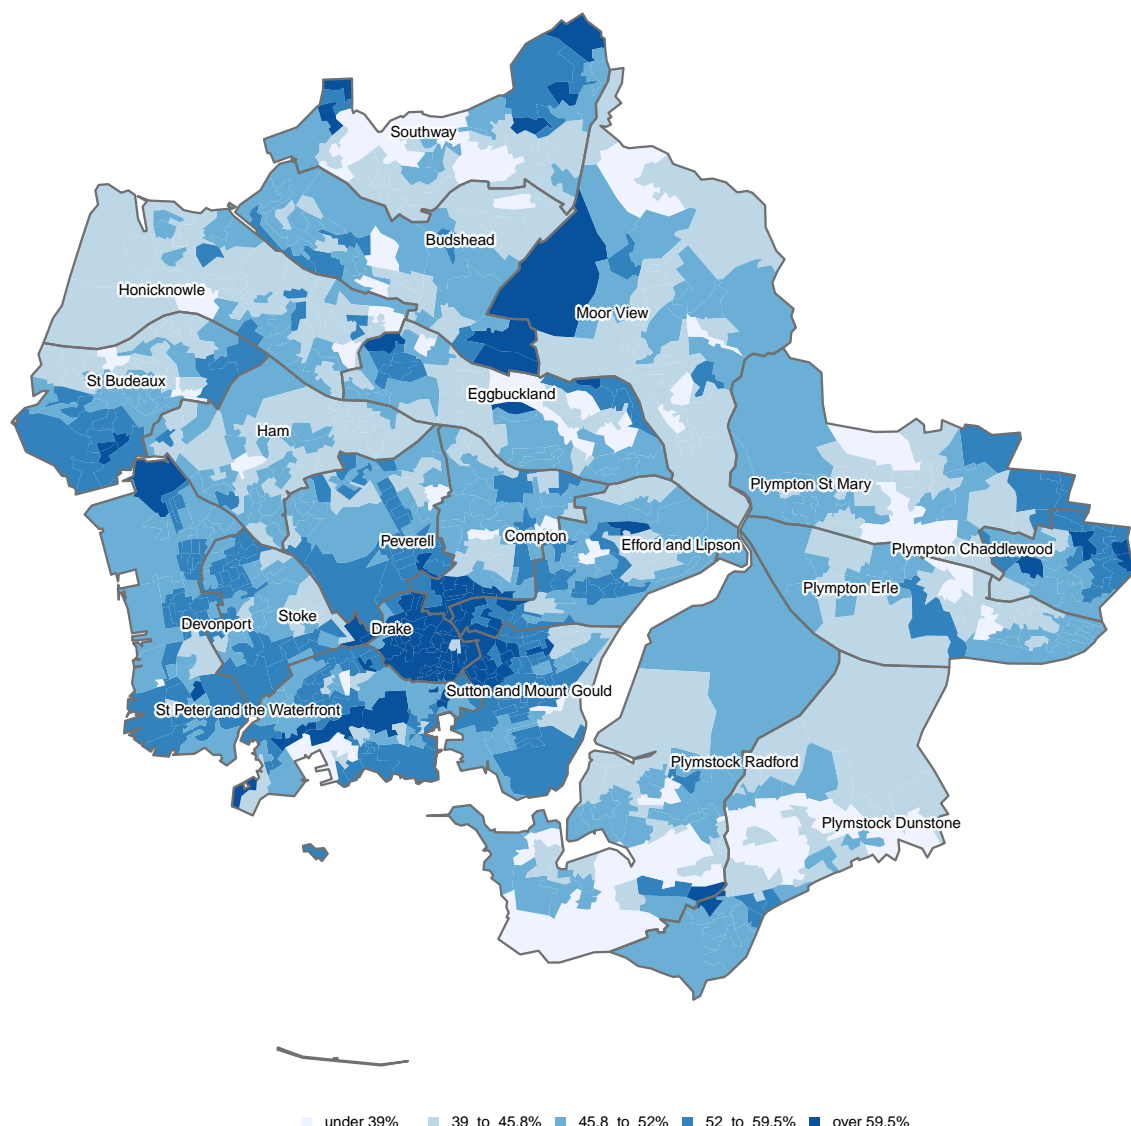 Southway
Budshead
Honicknowle
Moor View
St Budeaux
Eggbuckland
Ham
Plympton St Mary
Peverell
Compton
Efford and Lipson
Plympton Chaddlewood
Plympton Erle
Stoke
Devonport
Drake
Sutton and Mount Gould
St Peter and the Waterfront
Plymstock Radford
Plymstock Dunstone
under 39% 39 to 45.8% 45.8 to 52% 52 to 59.5% over 59.5%